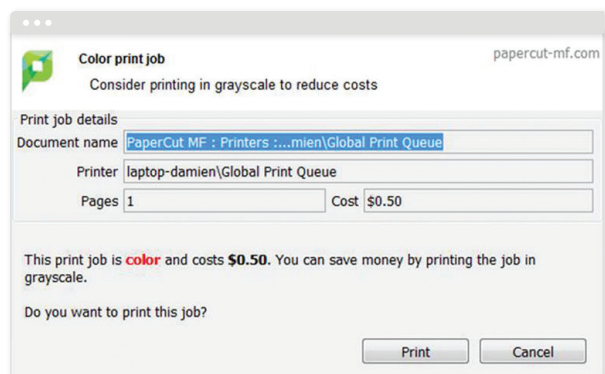 Color print job
papercut-mf.com
Consider printing in grayscale to reduce costs
Print job details
Document name PaperCut MF : Printers :...mien\Global Print Queue
Printer laptop-damien\Global Print Queue
Pages 1 Cost $0.50
This print job is color and costs $0.50. You can save money by printing the job in
grayscale.
Do you want to print this job?
Print Cancel